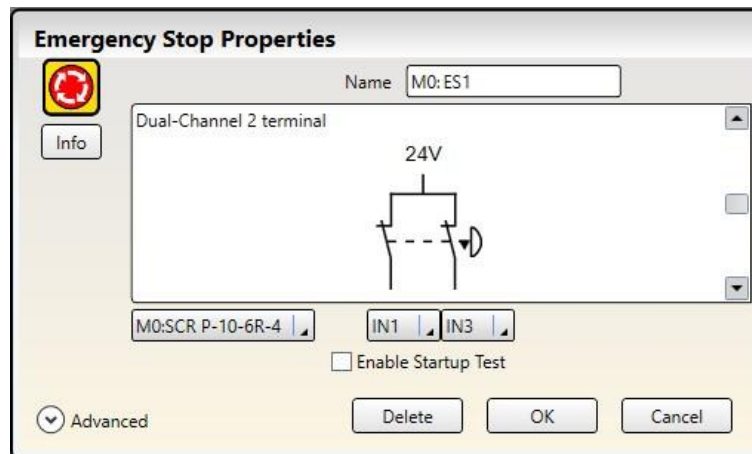 Emergency Stop Properties
Name M0: ES1
Info
Dual-Channel 2 terminal
24V
M0:SCR P-10-6R-4 IN1 IN3
Enable Startup Test
Advanced Delete OK Cancel